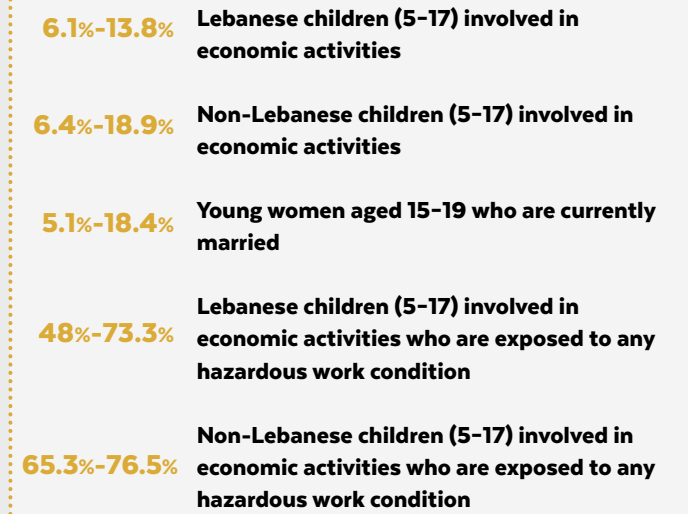 6.1%-13.8%
Lebanese children (5-17) involved in
economic activities
6.4%-18.9%
Non-Lebanese children (5-17) involved in
economic activities
5.1%-18.4%
Young women aged 15-19 who are currently
married
48%-73.3%
Lebanese children (5-17) involved in
economic activities who are exposed to any
hazardous work condition
65.3%-76.5%
Non-Lebanese children (5-17) involved in
economic activities who are exposed to any
hazardous work condition